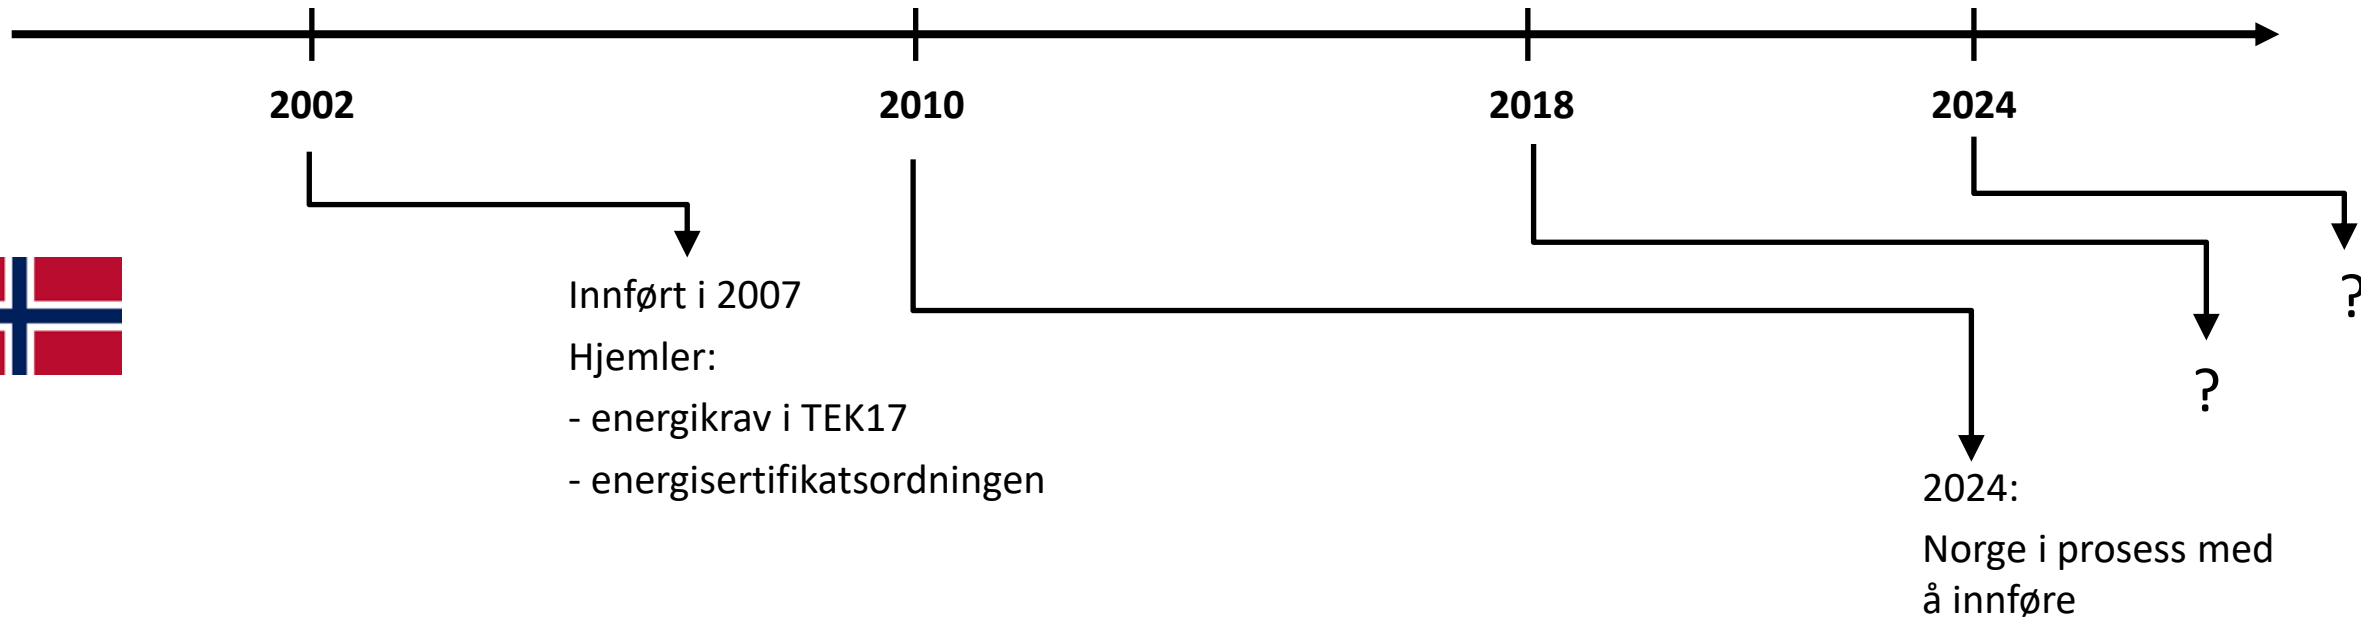 2002
2010
2018
2024
Innført i 2007
Hjemler:
- energikrav i TEK17
- energisertifikatsordningen
?
?
2024:
Norge i prosess med
å innføre